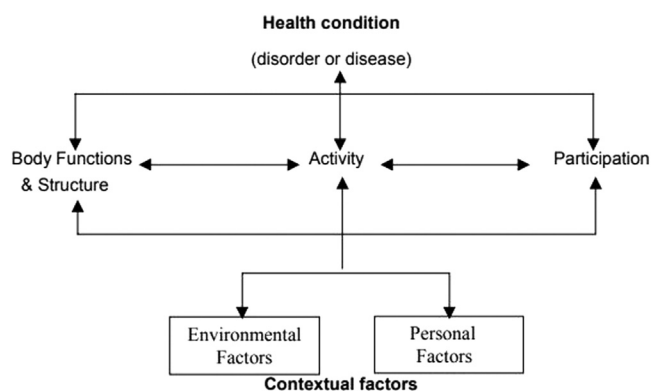 Health condition
(disorder or disease)
Body Functions
& Structure
Activity
Participation
Environmental
Factors
Personal
Factors
Contextual factors